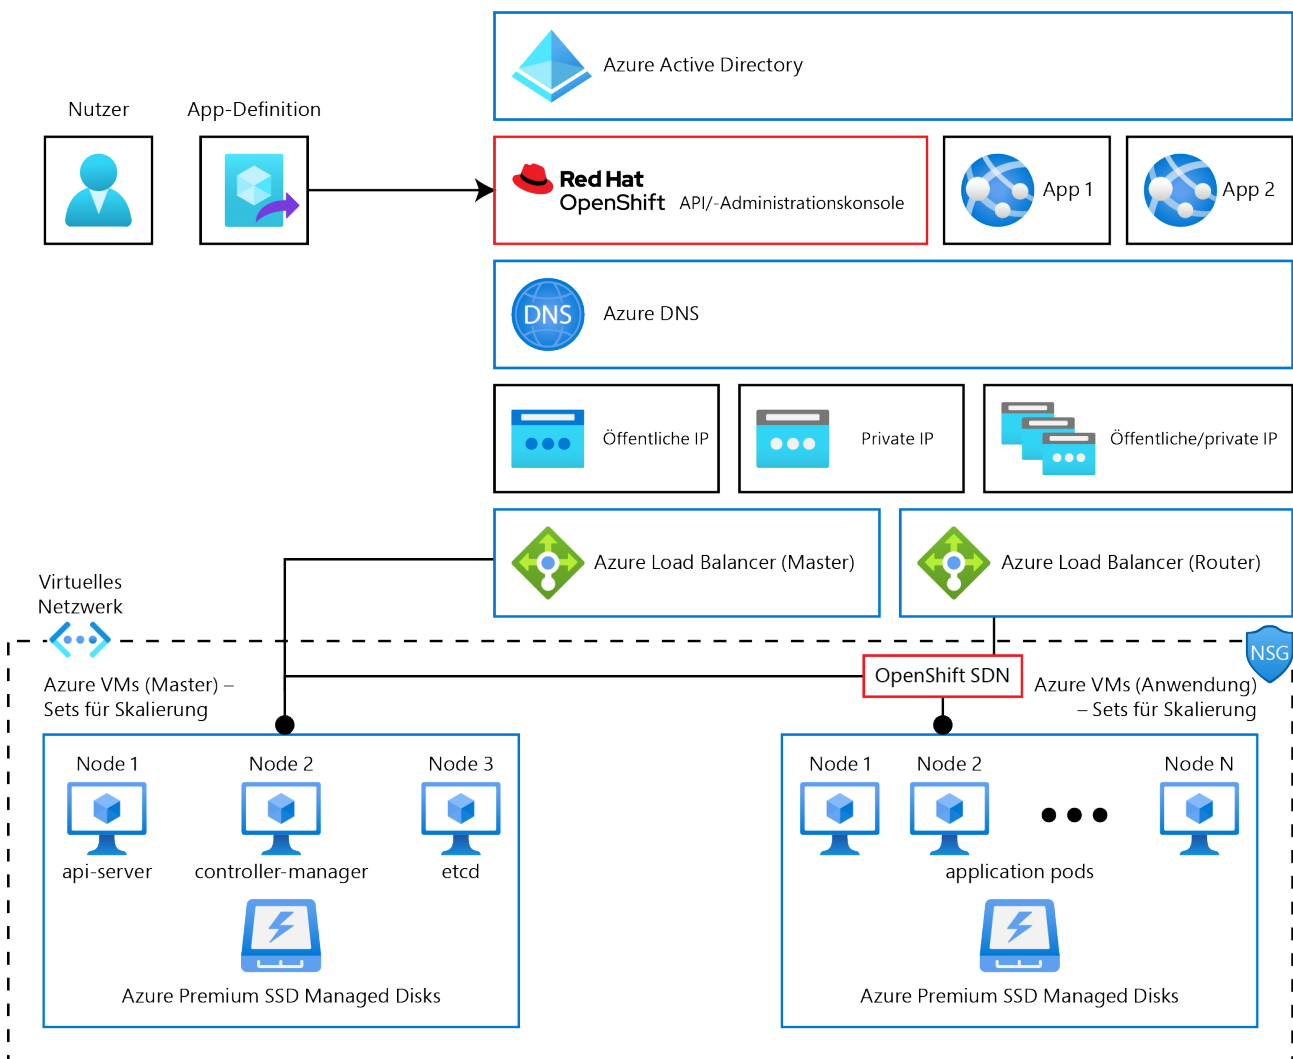 Azure Active Directory
Nutzer
App-Definition
Red Hat
OpenShift
API/-Administrationskonsole
App 1
App 2
DNS
Azure DNS
Öffentliche IP
Private IP
Öffentliche/private IP
Azure Load Balancer (Master)
Azure Load Balancer (Router)
Virtuelles
Netzwerk
NSG
OpenShift SDN
Azure VMs (Master) –
Sets für Skalierung
Azure VMs (Anwendung)
– Sets für Skalierung
Node 1
Node 2
Node 3
api-server
controller-manager
etcd
Azure Premium SSD Managed Disks
Node 1
Node 2
Node N
application pods
Azure Premium SSD Managed Disks